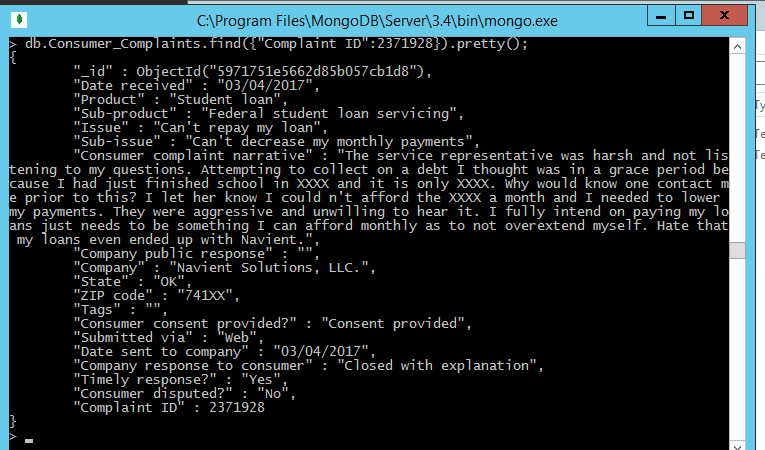 C:\Program Files\MongoDB\Server\3.4\bin\mongo.exe
> db.Consumer_Complaints.find({"Complaint ID":2371928}).pretty();
{
"_id" : ObjectId("5971751e5662d85b057cb1d8"),
"Date received" : "03/04/2017",
"Product" : "Student loan",
"Sub-product" : "Federal student loan servicing",
"Issue" : "Can't repay my loan",
"Sub-issue" : "Can't decrease my monthly payments",
"Consumer complaint narrative" : "The service representative was harsh and not lis
tening to my questions. Attempting to collect on a debt I thought was in a grace period be
cause I had just finished school in XXXX and it is only XXXX. Why would know one contact m
e prior to this? I let her know I could n't afford the XXXX a month and I needed to lower
my payments. They were aggressive and unwilling to hear it. I fully intend on paying my lo
ans just needs to be something I can afford monthly as to not overextend myself. Hate that
my loans even ended up with Navient.",
"Company public response" : "",
"Company" : "Navient Solutions, LLC.",
"State" : "OK",
"ZIP code" : "741XX",
"Tags" : "",
"Consumer consent provided?" : "Consent provided",
"Submitted via" : "Web",
"Date sent to company" : "03/04/2017",
"Company response to consumer" : "Closed with explanation",
"Timely response?" : "Yes",
"Consumer disputed?" : "No",
"Complaint ID" : 2371928
}
>